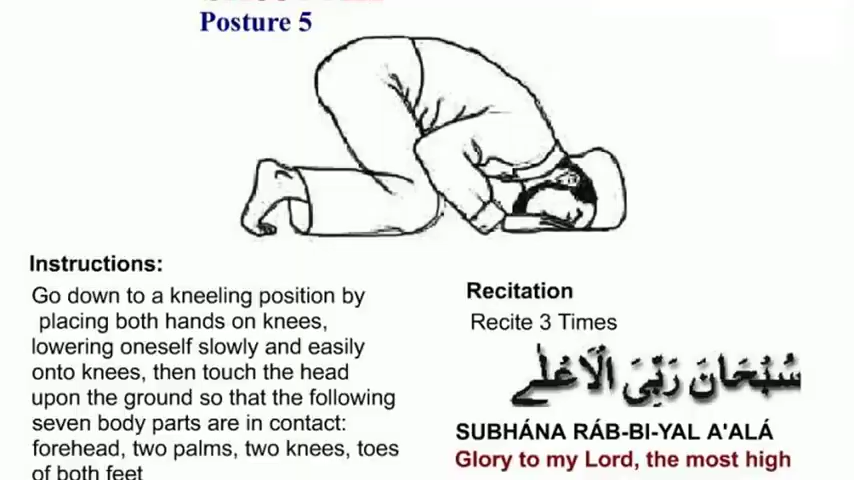 Posture 5
Instructions:
Go down to a kneeling position by
placing both hands on knees,
lowering oneself slowly and easily
onto knees, then touch the head
upon the ground so that the following
seven body parts are in contact:
forehead, two palms, two knees, toes
of both feet
Recitation
Recite 3 Times
سُبْحَانَ رَبِّیَ الْاَعْلٰے
SUBHÁNA RÁB-BI-YAL A'ALÁ
Glory to my Lord, the most high